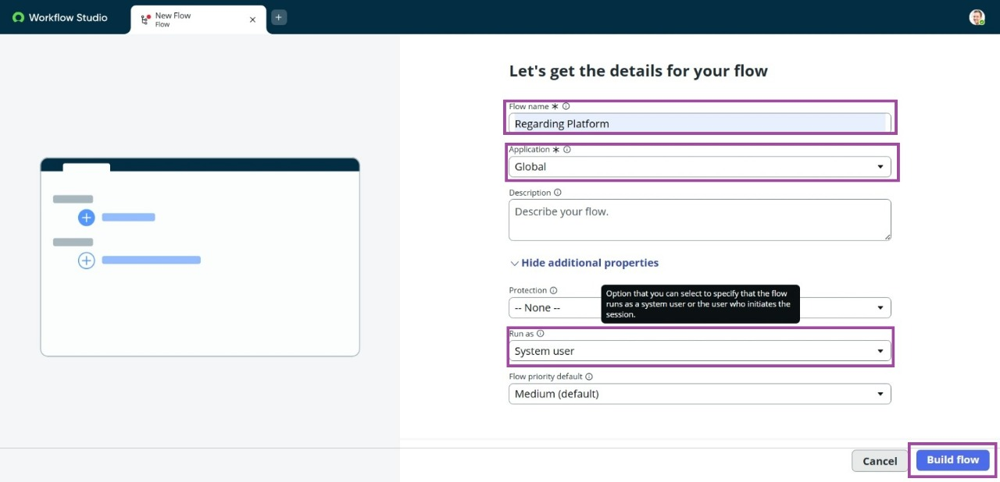 Workflow Studio
New Flow
Flow
Let's get the details for your flow
Flow name *
Regarding Platform
Application *
Global
Description
Describe your flow.
Hide additional properties
Protection
-- None --
Option that you can select to specify that the flow
runs as a system user or the user who initiates the
session.
Run as
System user
Flow priority default
Medium (default)
Cancel
Build flow